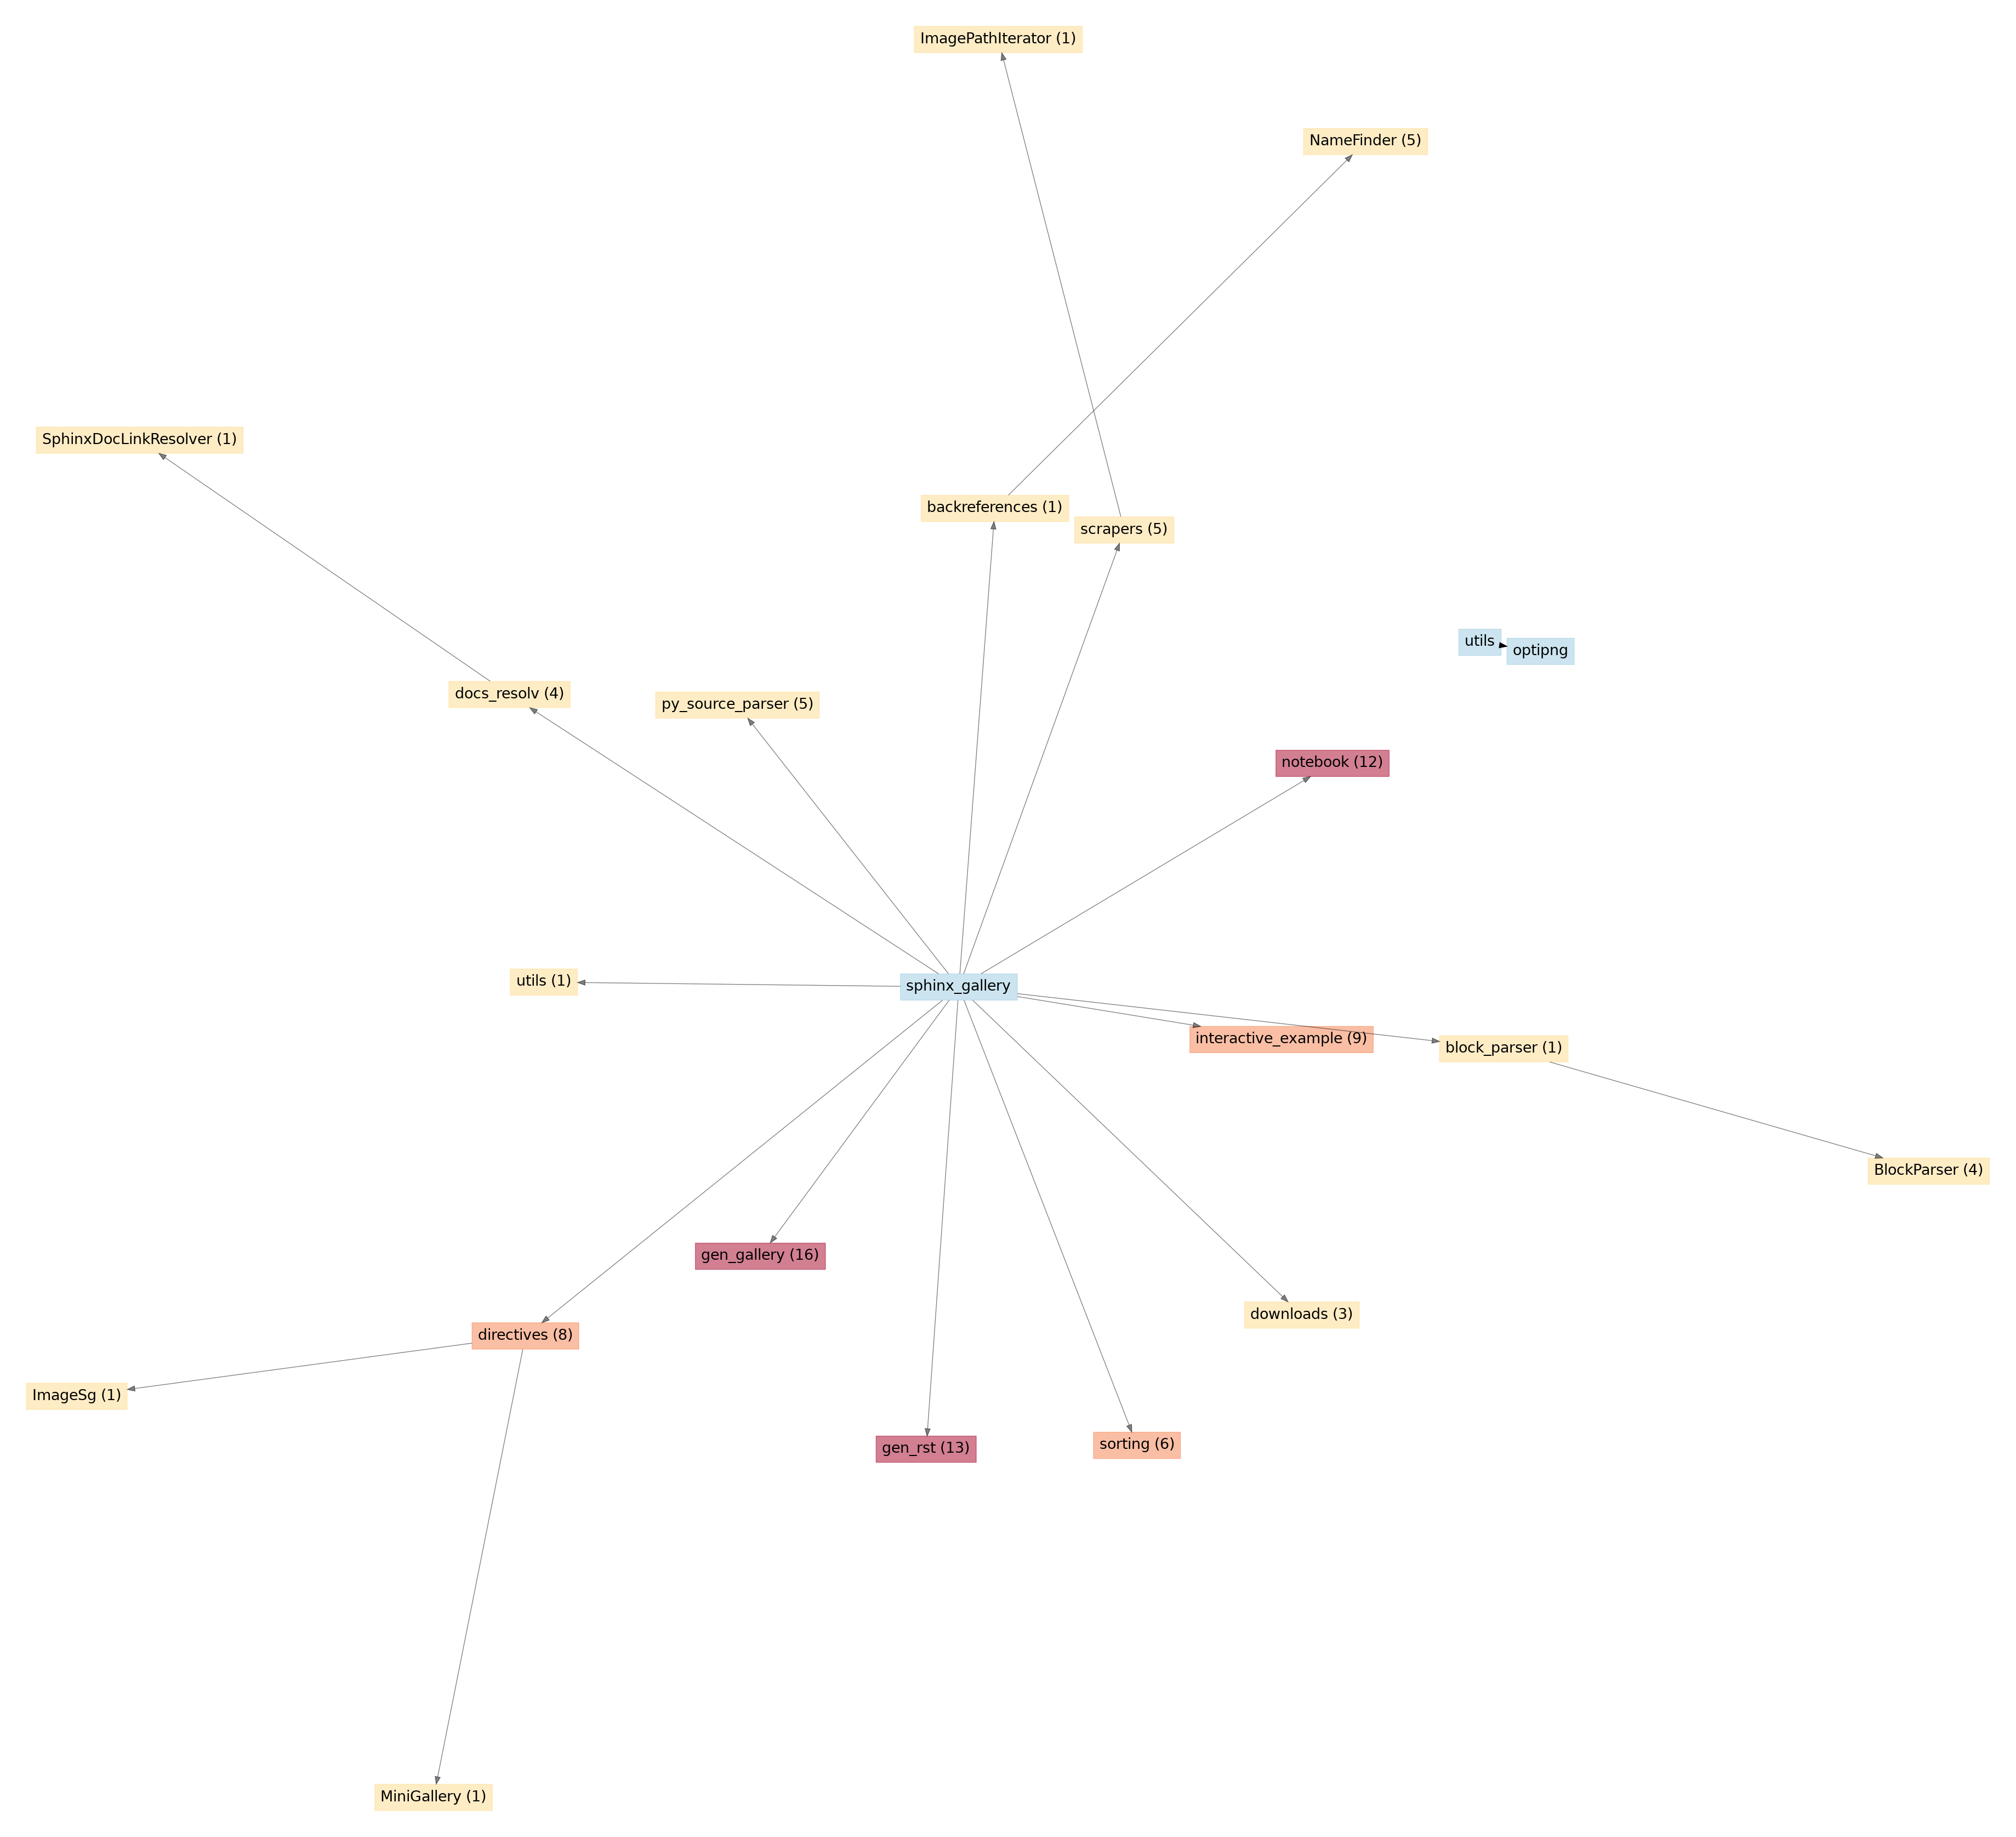 ImagePathIterator (1)
NameFinder (5)
SphinxDocLinkResolver (1)
backreferences (1)
scrapers (5)
utils
optipng
docs_resolv (4)
py_source_parser (5)
notebook (12)
utils (1)
sphinx_gallery
interactive_example (9)
block_parser (1)
BlockParser (4)
gen_gallery (16)
downloads (3)
directives (8)
ImageSg (1)
gen_rst (13)
sorting (6)
MiniGallery (1)